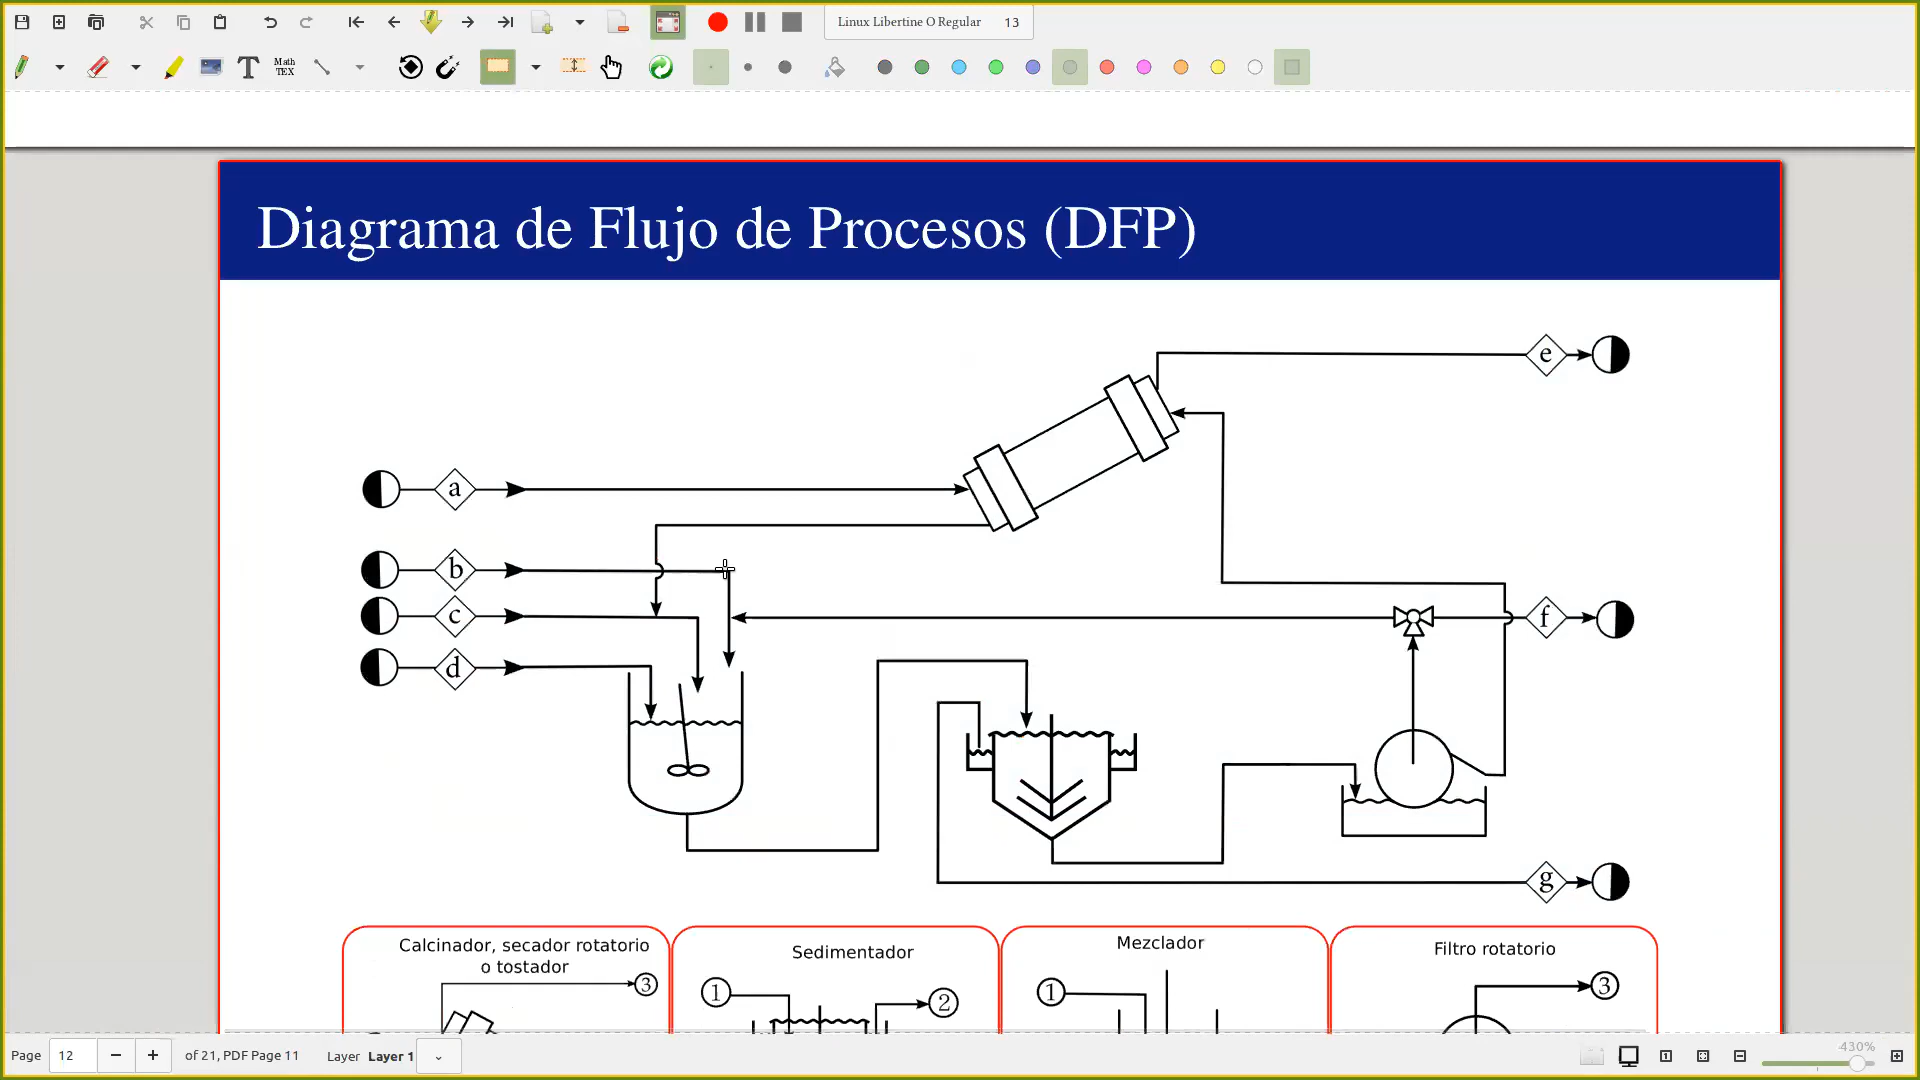 Linux Libertine O Regular 13
T Math
TEX
Diagrama de Flujo de Procesos (DFP)
e
a
b
c
f
d
g
Calcinador, secador rotatorio
o tostador
3
Sedimentador
1
2
Mezclador
1
Filtro rotatorio
3
Page 12 of 21, PDF Page 11 Layer Layer 1
430%